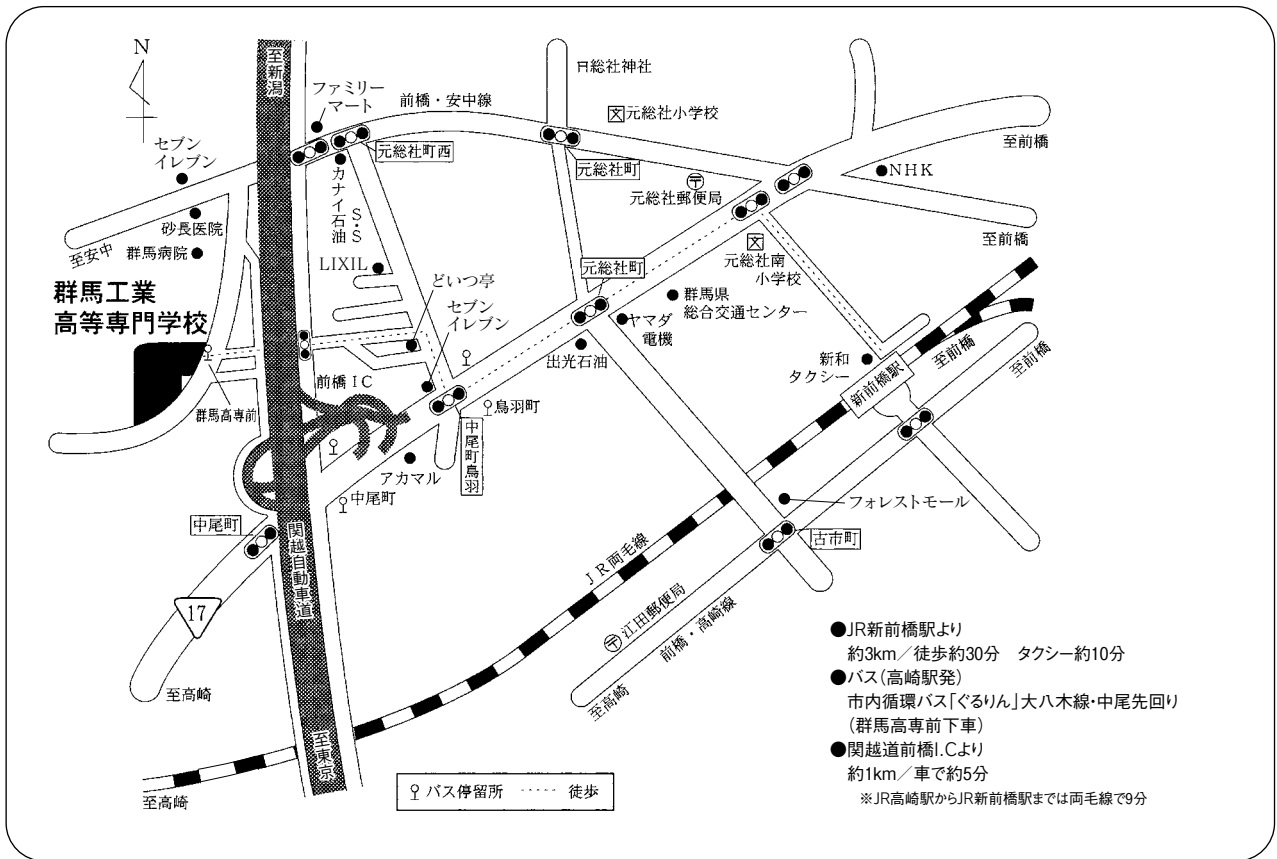 N
至新潟
ファミリー
マート
前橋・安中線
総社神社
文元総社小学校
至前橋
セブン
イレブン
元総社町西
元総社町
NHK
カナイ石油
S・S
〒
元総社郵便局
砂長医院
至安中
群馬病院
LIXIL
至前橋
文
元総社南
小学校
元総社町
どいつ亭
セブン
イレブン
群馬県
総合交通センター
群馬工業
高等専門学校
ヤマダ
電機
出光石油
新和
タクシー
新前橋駅
至前橋
至前橋
前橋IC
群馬高専前
鳥羽町
中尾町鳥羽
アカマル
中尾町
中尾町
フォレストモール
古市町
関越自動車道
JR両毛線
17
〒江田郵便局
前橋・高崎線
至高崎
至高崎
至東京
至高崎
バス停留所 ‥‥‥ 徒歩
●JR新前橋駅より
約3km/徒歩約30分 タクシー約10分
●バス(高崎駅発)
市内循環バス「ぐるりん」大八木線・中尾先回り
(群馬高専前下車)
●関越道前橋I.Cより
約1km/車で約5分
※JR高崎駅からJR新前橋駅までは両毛線で9分